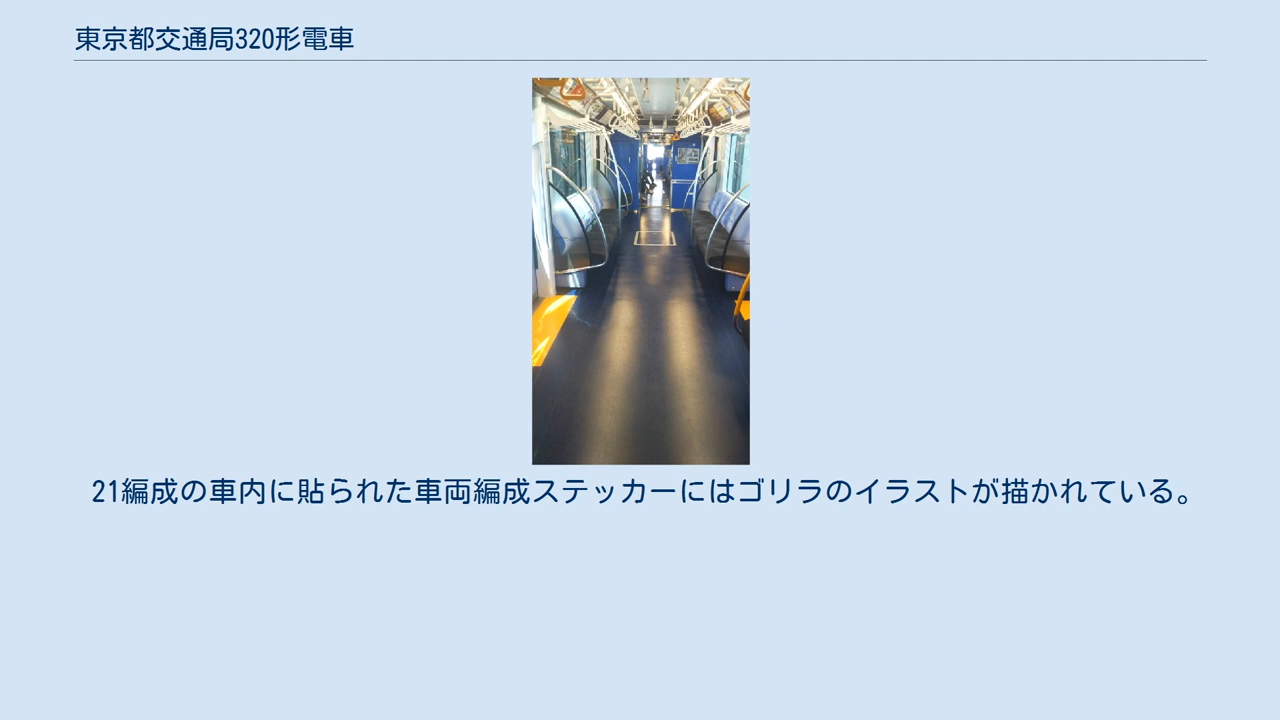 東京都交通局320形電車
21編成の車内に貼られた車両編成ステッカーにはゴリラのイラストが描かれている。